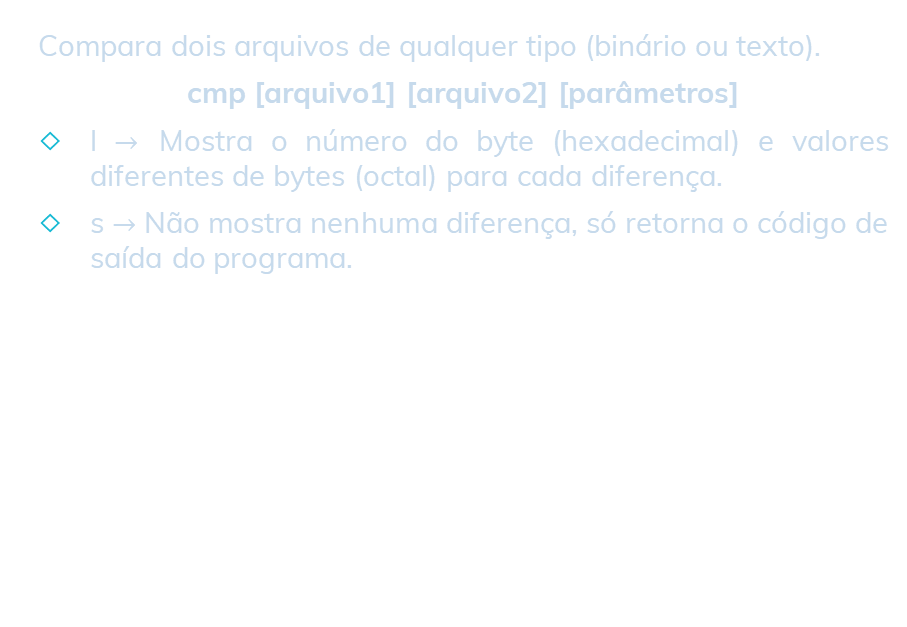 Compara dois arquivos de qualquer tipo (binário ou texto).
cmp [arquivo1] [arquivo2] [parâmetros]
l → Mostra o número do byte (hexadecimal) e valores
diferentes de bytes (octal) para cada diferença.
s → Não mostra nenhuma diferença, só retorna o código de
saída do programa.